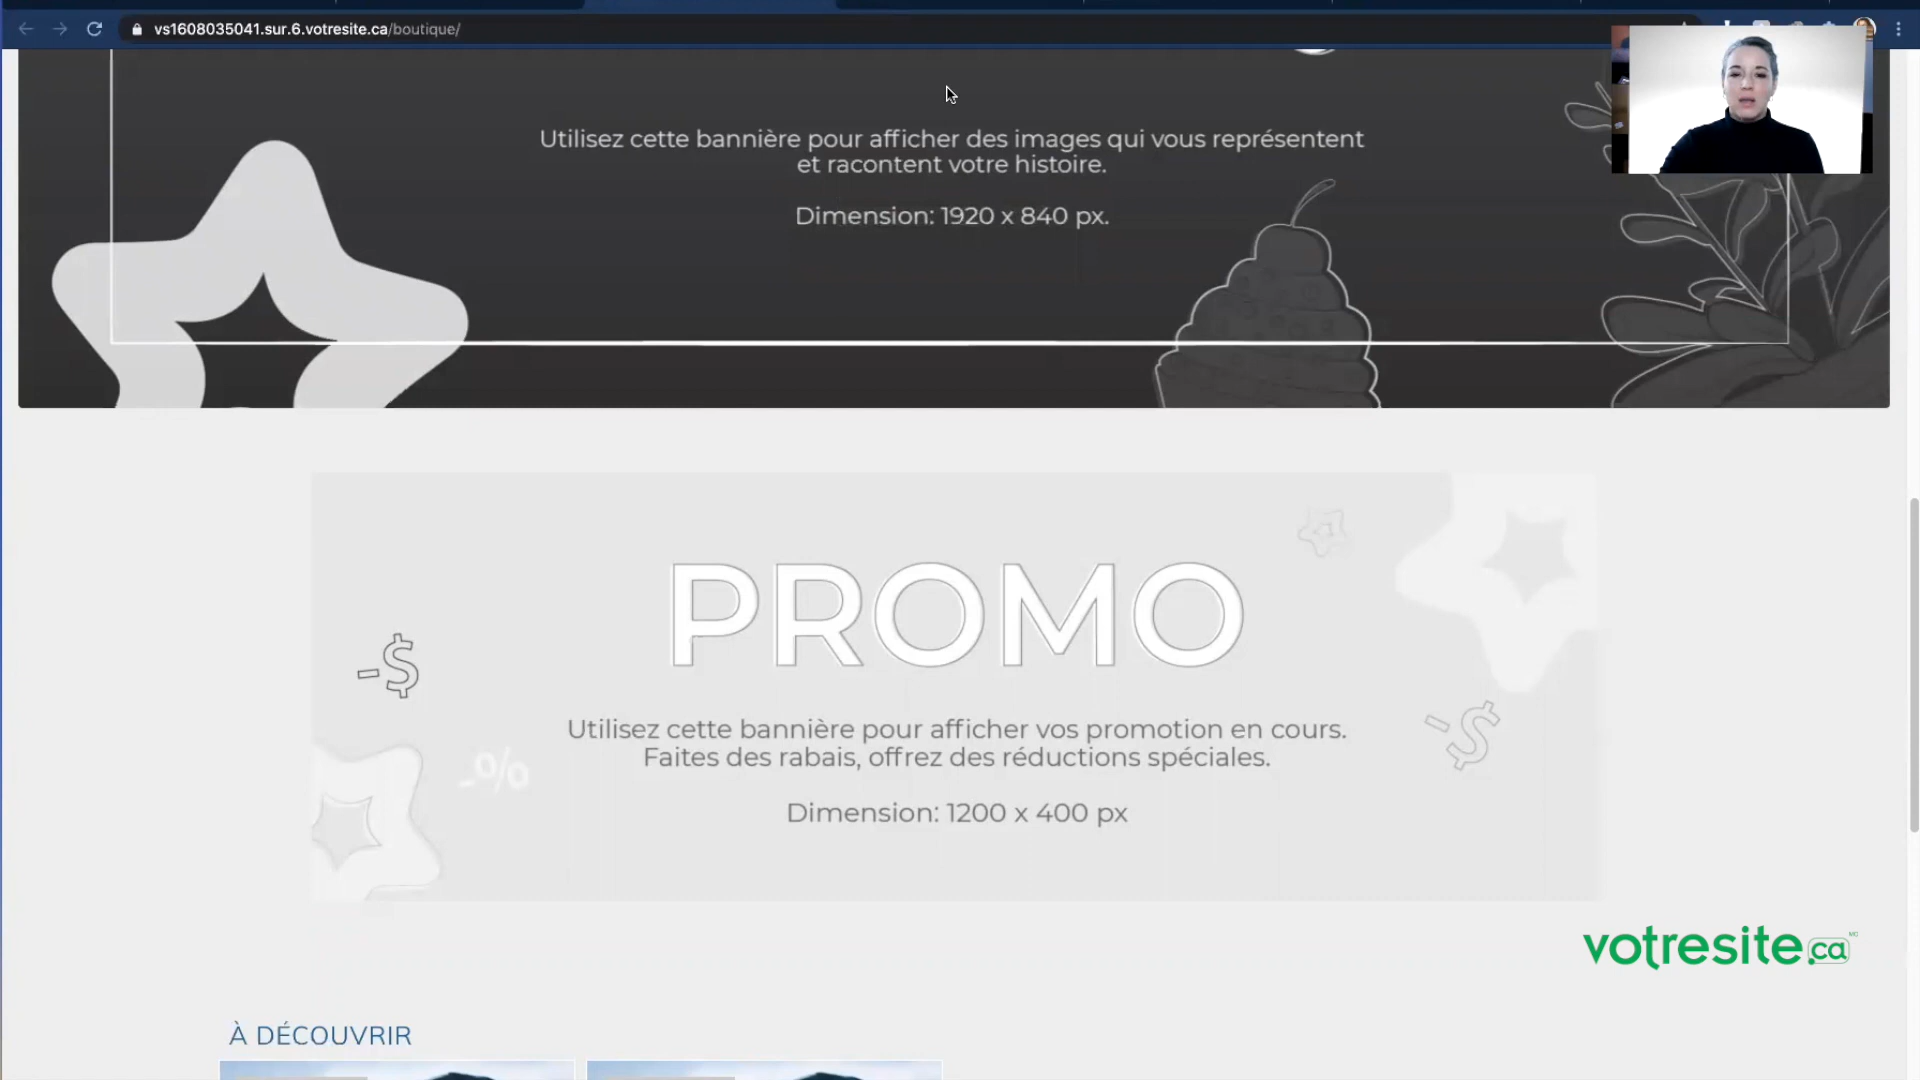 vs1608035041.sur.6.votresite.ca/boutique/
Utilisez cette bannière pour afficher des images qui vous représentent
et racontent votre histoire.
Dimension: 1920 x 840 px.
PROMO
-$
-%
-$
Utilisez cette bannière pour afficher vos promotion en cours.
Faites des rabais, offrez des réductions spéciales.
Dimension: 1200 x 400 px
votresite.ca MC
À DÉCOUVRIR